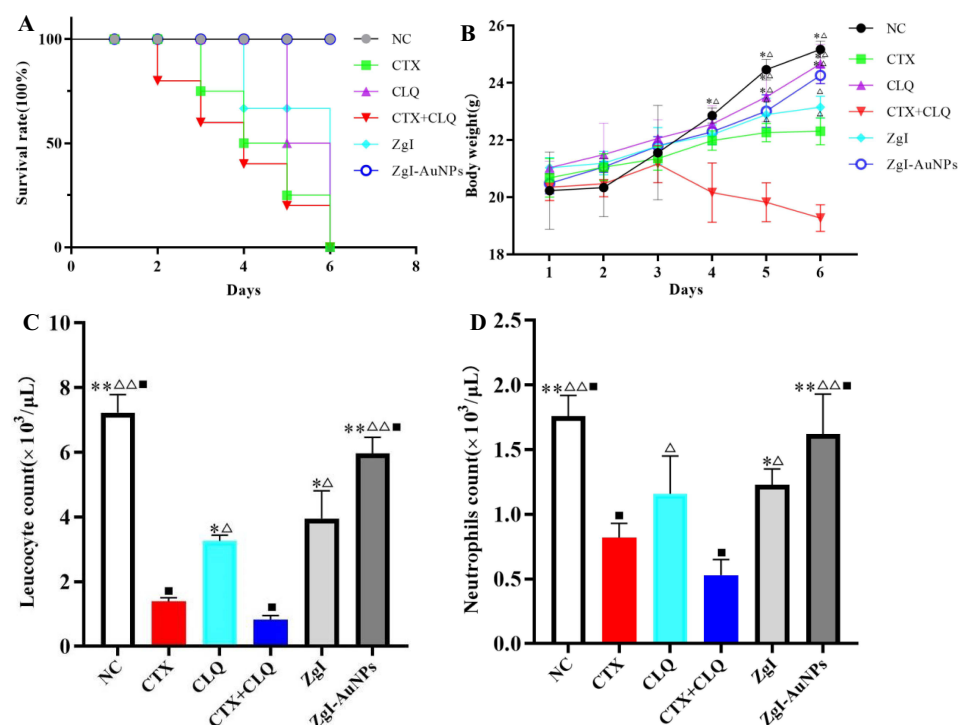 A
Survival rate(100%)
100
50
0
0 2 4 6 8
Days
NC
CTX
CLQ
CTX+CLQ
ZgI
ZgI-AuNPs
B
Body weight(g)
26
24
22
20
18
1 2 3 4 5 6
Days
*△ *△ *△
NC
CTX
CLQ
CTX+CLQ
ZgI
ZgI-AuNPs
C
Leucocyte count(×10³/μL)
10
8
6
4
2
0
**△△■ ■ *△ ■ *△ **△△■
NC CTX CLQ CTX+CLQ ZgI ZgI-AuNPs
D
Neutrophils count(×10³/μL)
2.5
2.0
1.5
1.0
0.5
0.0
**△△■ ■ △ ■ *△ **△△■
NC CTX CLQ CTX+CLQ ZgI ZgI-AuNPs